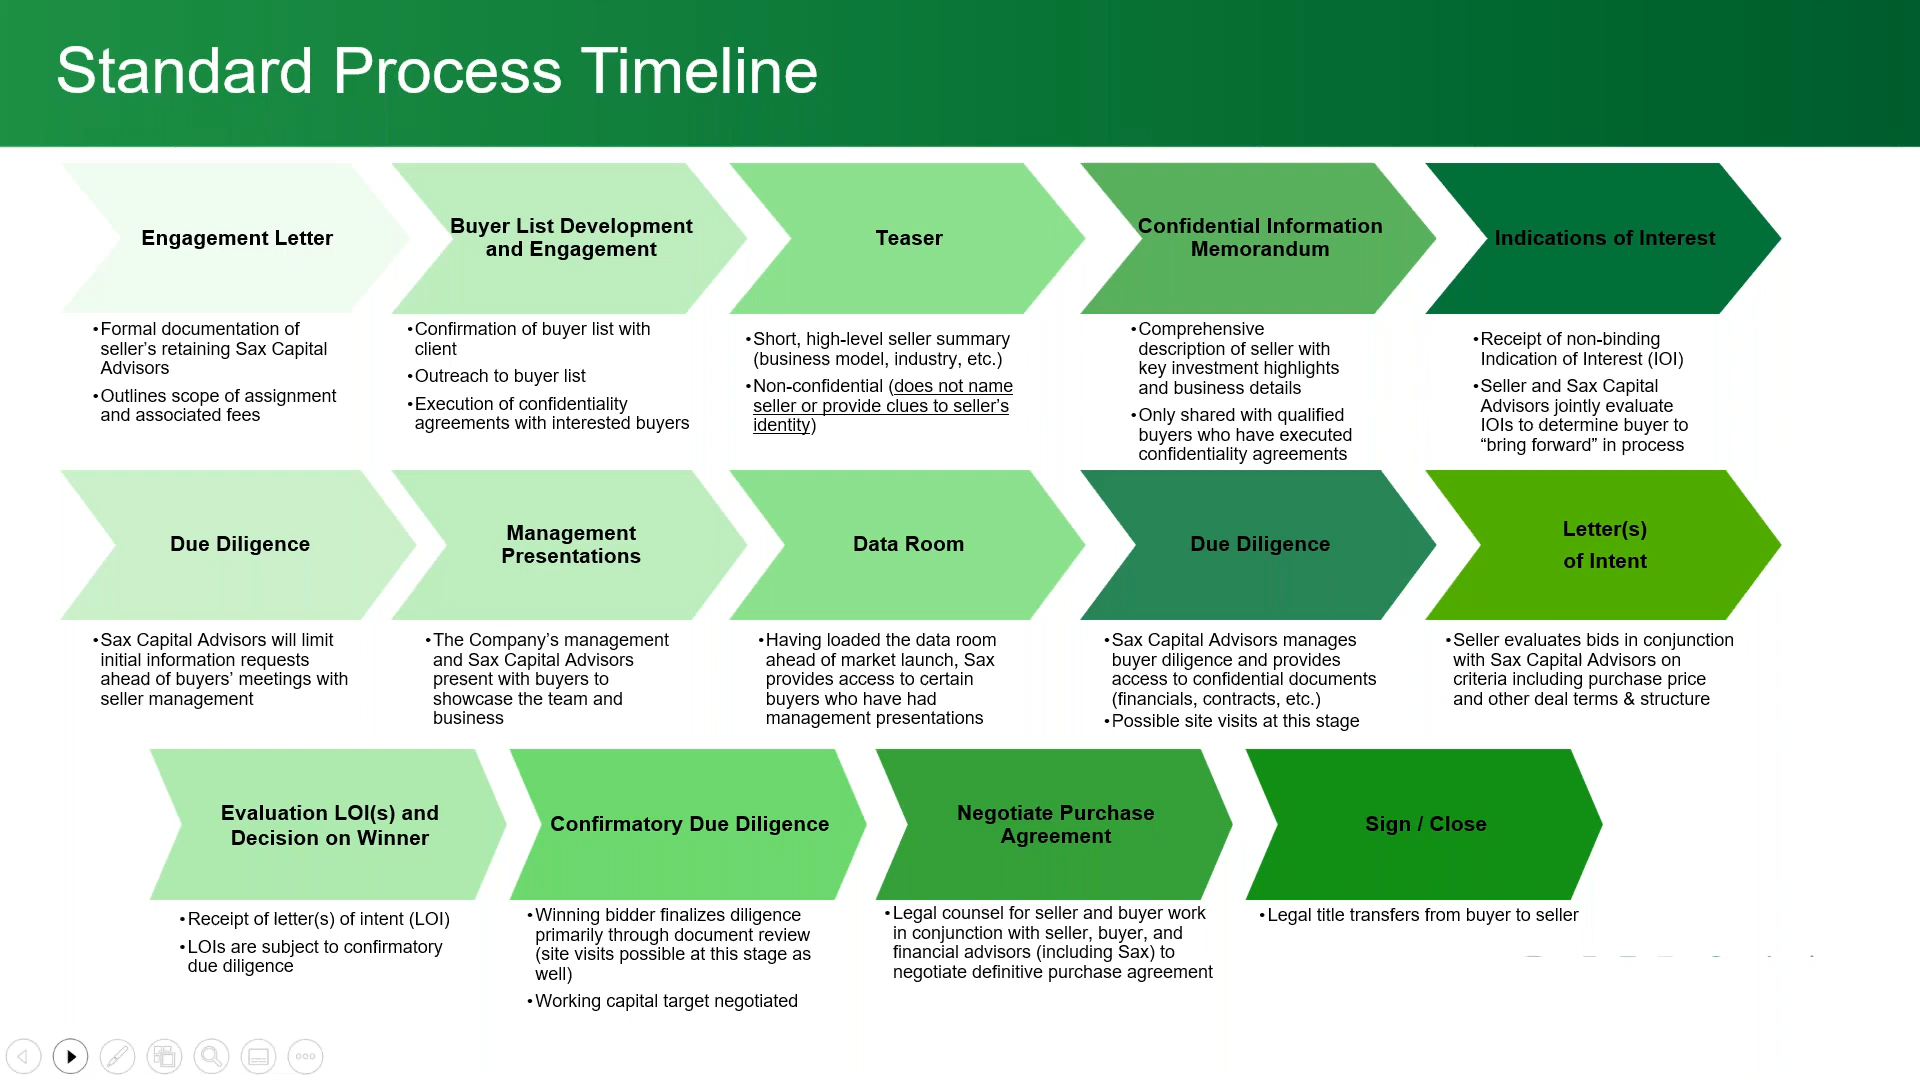 Standard Process Timeline
Engagement Letter
•Formal documentation of
seller's retaining Sax Capital
Advisors
•Outlines scope of assignment
and associated fees
Buyer List Development
and Engagement
•Confirmation of buyer list with
client
•Outreach to buyer list
•Execution of confidentiality
agreements with interested buyers
Teaser
•Short, high-level seller summary
(business model, industry, etc.)
•Non-confidential (does not name
seller or provide clues to seller's
identity)
Confidential Information
Memorandum
•Comprehensive
description of seller with
key investment highlights
and business details
•Only shared with qualified
buyers who have executed
confidentiality agreements
Indications of Interest
•Receipt of non-binding
Indication of Interest (IOI)
•Seller and Sax Capital
Advisors jointly evaluate
IOIs to determine buyer to
“bring forward” in process
Due Diligence
•Sax Capital Advisors will limit
initial information requests
ahead of buyers' meetings with
seller management
Management
Presentations
•The Company's management
and Sax Capital Advisors
present with buyers to
showcase the team and
business
Data Room
•Having loaded the data room
ahead of market launch, Sax
provides access to certain
buyers who have had
management presentations
Due Diligence
•Sax Capital Advisors manages
buyer diligence and provides
access to confidential documents
(financials, contracts, etc.)
•Possible site visits at this stage
Letter(s)
of Intent
•Seller evaluates bids in conjunction
with Sax Capital Advisors on
criteria including purchase price
and other deal terms & structure
Evaluation LOI(s) and
Decision on Winner
•Receipt of letter(s) of intent (LOI)
•LOIs are subject to confirmatory
due diligence
Confirmatory Due Diligence
•Winning bidder finalizes diligence
primarily through document review
(site visits possible at this stage as
well)
•Working capital target negotiated
Negotiate Purchase
Agreement
•Legal counsel for seller and buyer work
in conjunction with seller, buyer, and
financial advisors (including Sax) to
negotiate definitive purchase agreement
Sign / Close
•Legal title transfers from buyer to seller